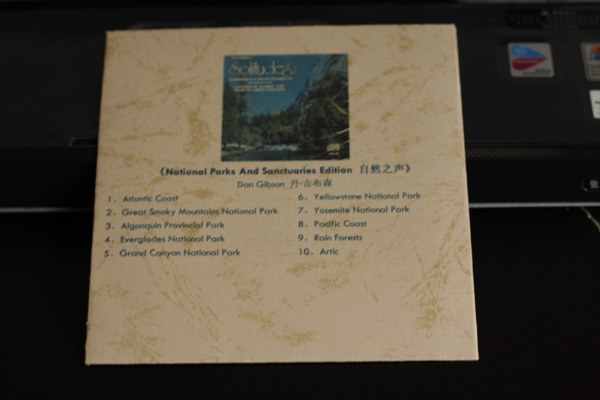 Solitudes
《National Parks And Sanctuaries Edition 自然之声》
Dan Gibson 丹·吉布森
1. Atlantic Coast
2. Great Smoky Mountains National Park
3. Algonquin Provincial Park
4. Everglades National Park
5. Grand Canyon National Park
6. Yellowstone National Park
7. Yosemite National Park
8. Pacific Coast
9. Rain Forests
10. Artic